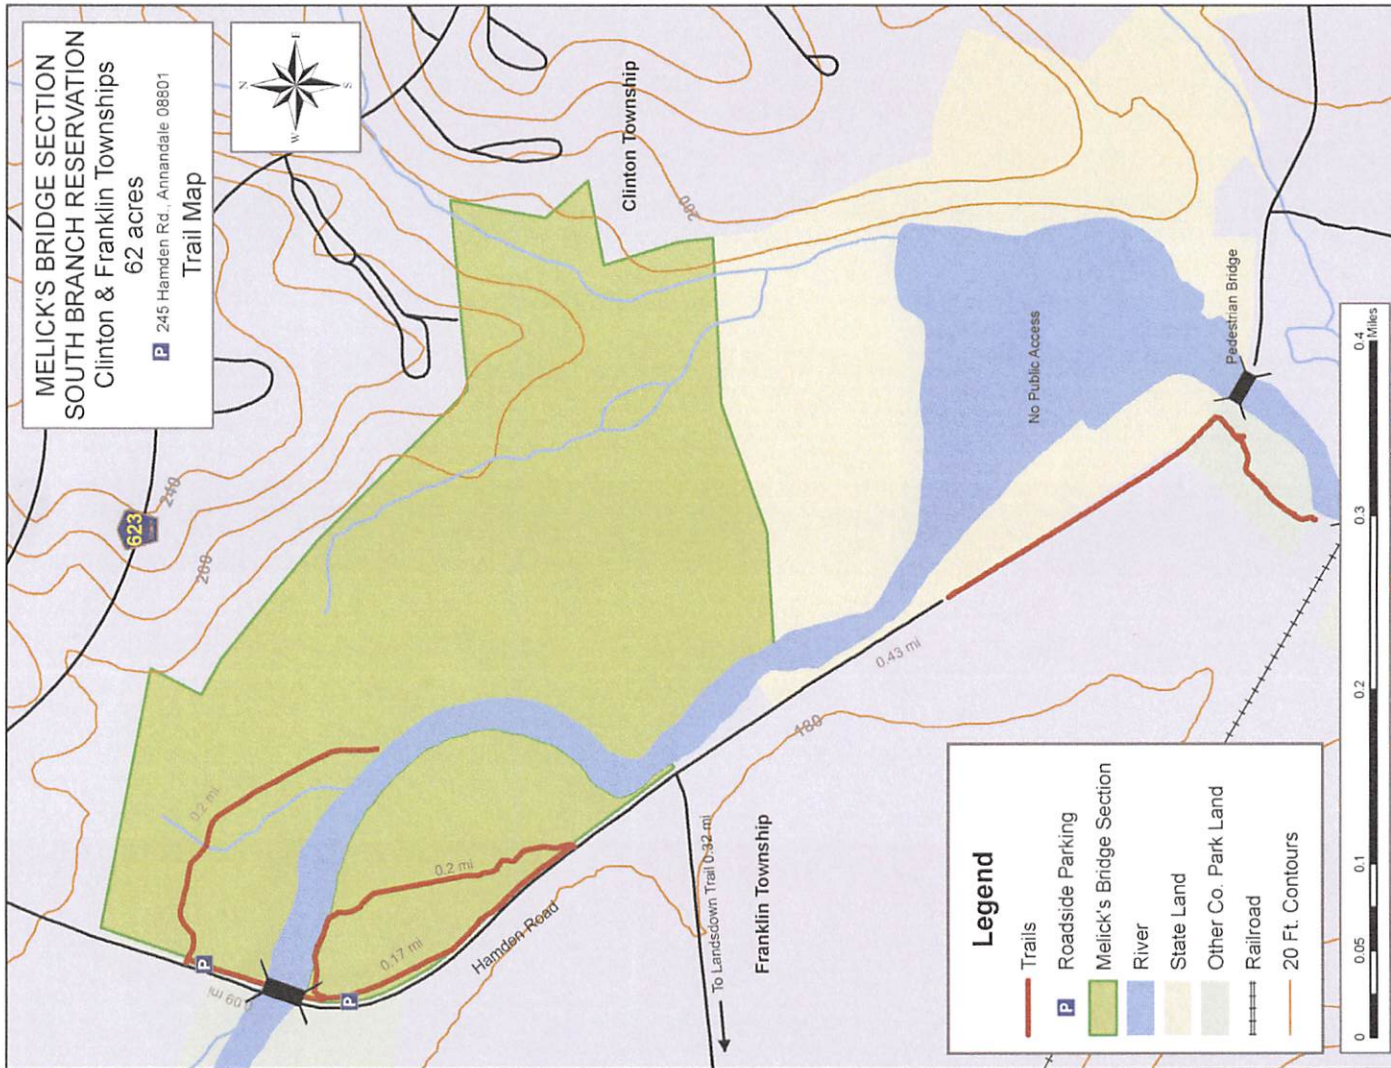 MELICK'S BRIDGE SECTION
SOUTH BRANCH RESERVATION
Clinton & Franklin Townships
62 acres
P 245 Hamden Rd., Annandale 08801
Trail Map
N
E
S
W
623
240
200
200
Clinton Township
0.2 mi
P
0.09 mi
P
0.17 mi
0.2 mi
Hamden Road
To Landsdown Trail 0.32 mi
Franklin Township
180
0.43 mi
No Public Access
Pedestrian Bridge
Legend
Trails
P Roadside Parking
Melick's Bridge Section
River
State Land
Other Co. Park Land
Railroad
20 Ft. Contours
0 0.05 0.1 0.2 0.3 0.4
Miles